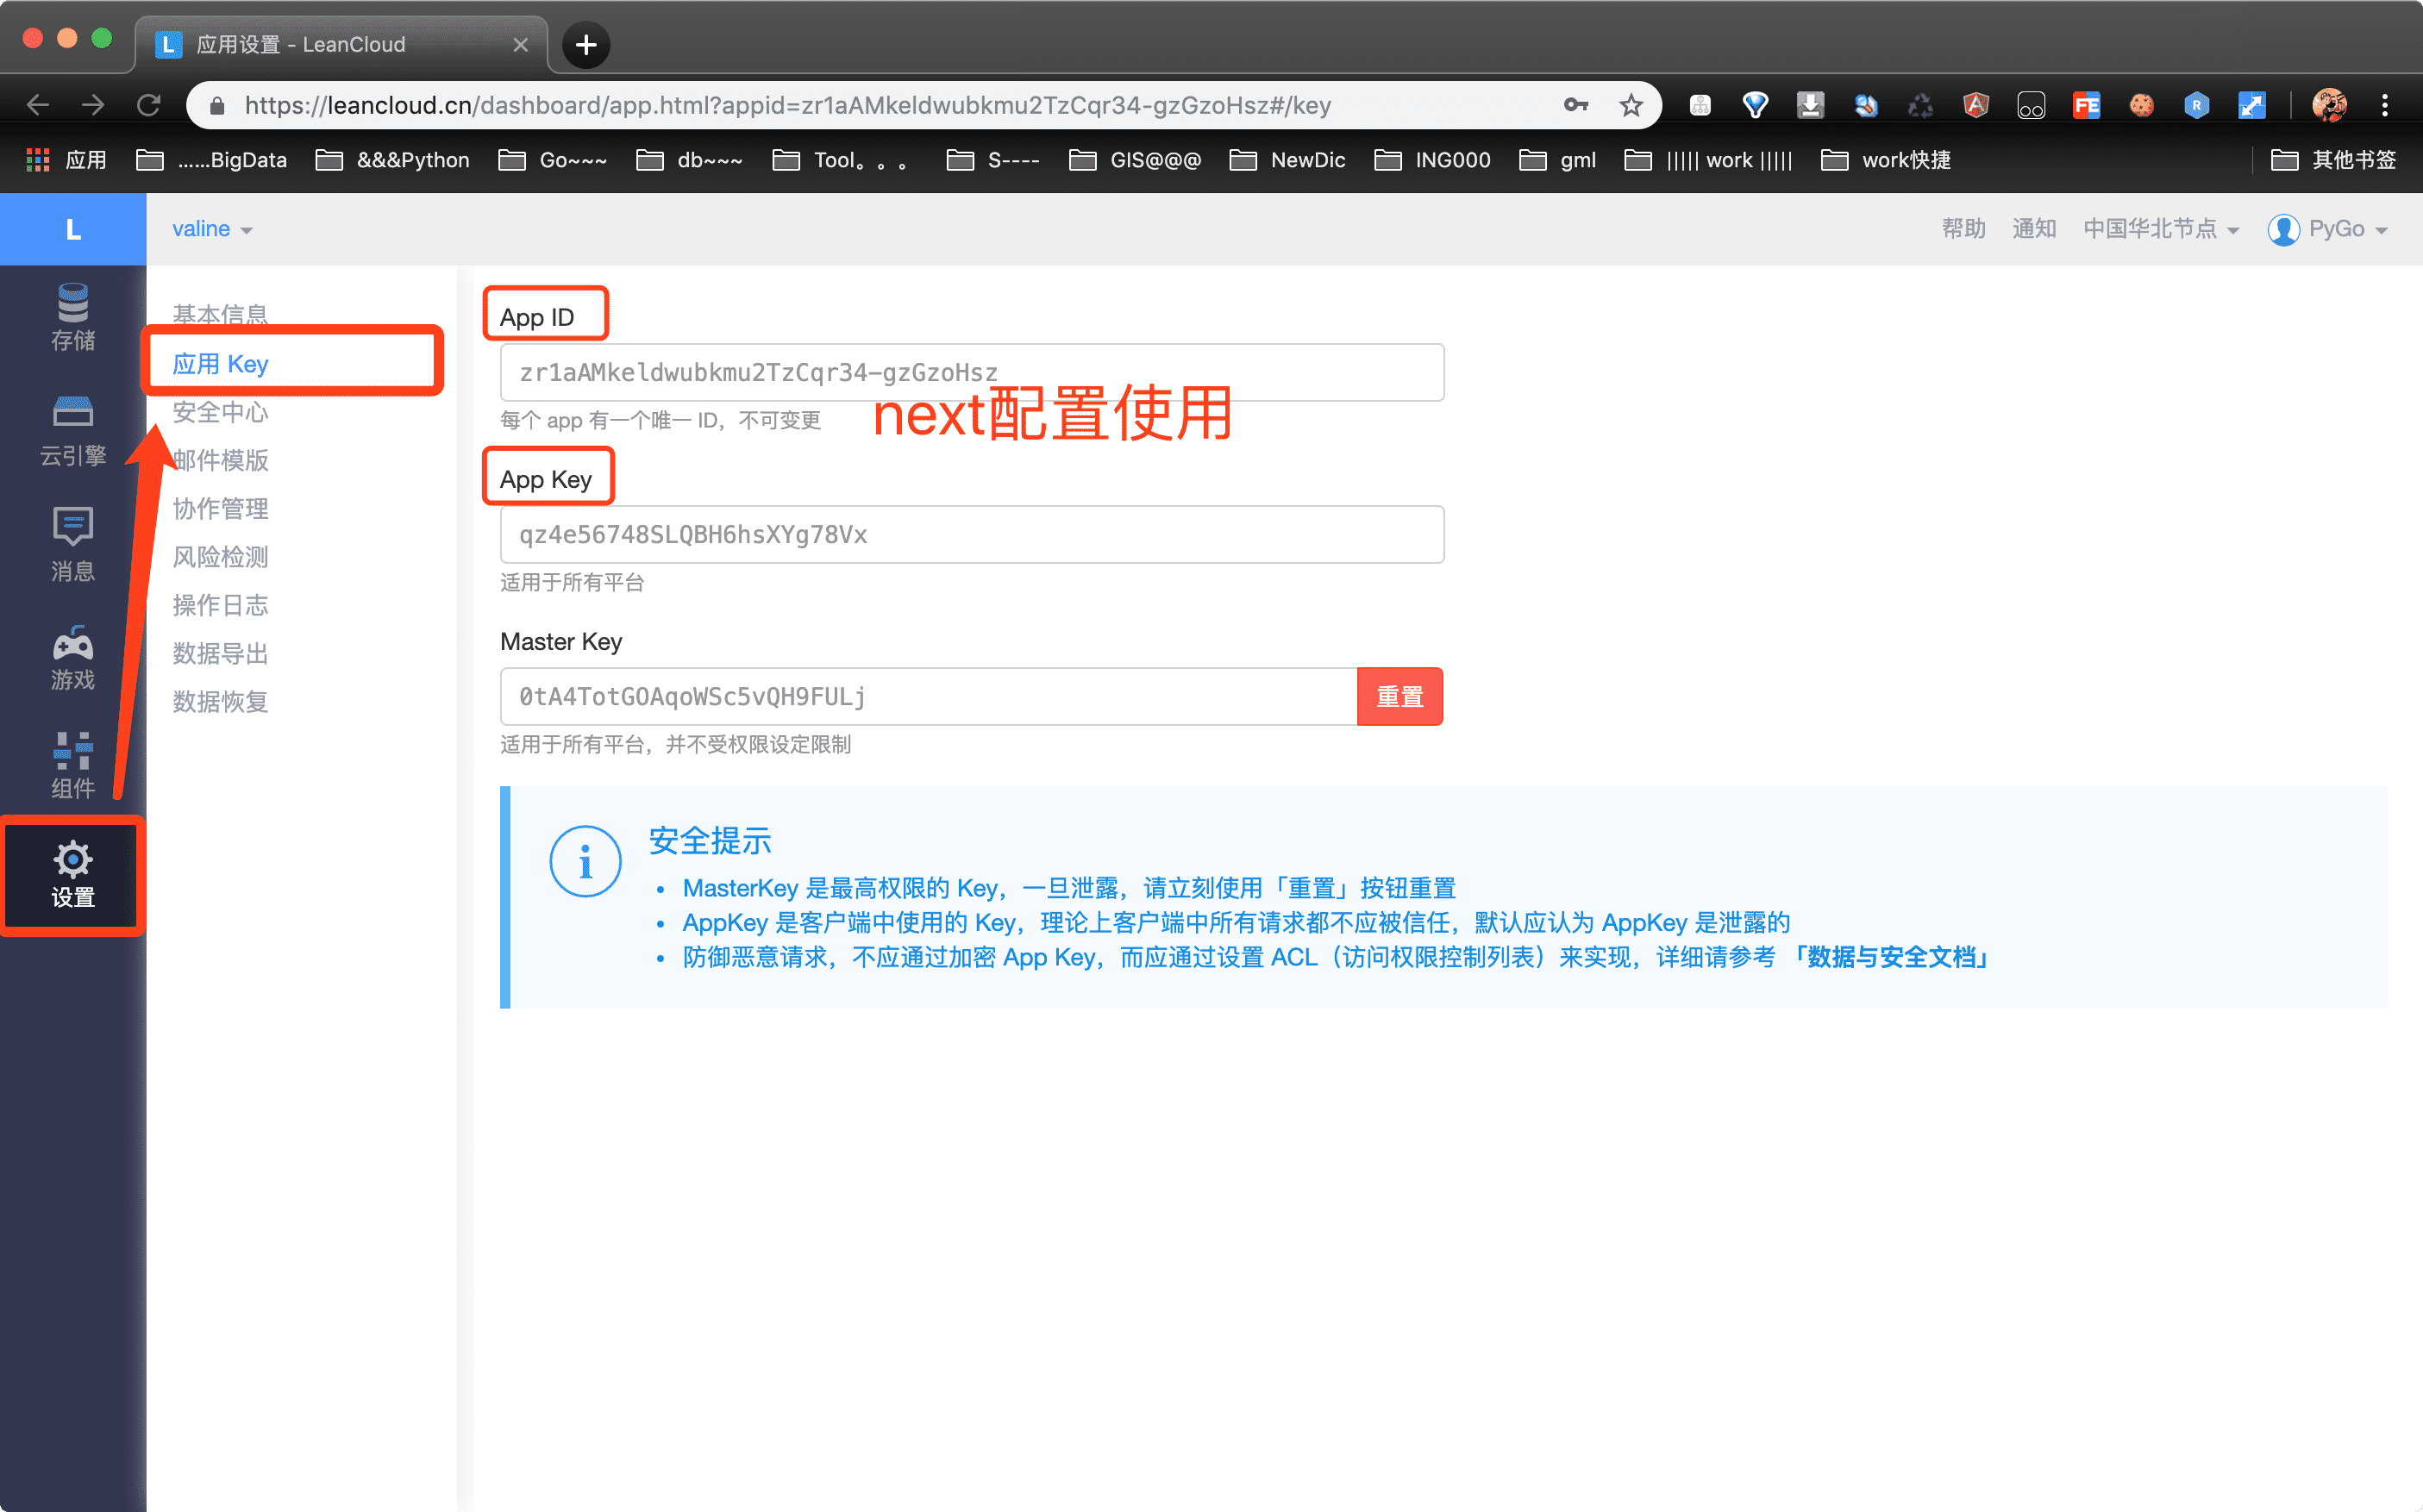 L 应用设置 - LeanCloud
https://leancloud.cn/dashboard/app.html?appid=zr1aAMkeldwubkmu2TzCqr34-gzGzoHsz#/key
FE R
应用 ......BigData &&&Python Go~~~ db~~~ Tool。。。 S---- GIS@@@ NewDic ING000 gml ||||| work ||||| work快捷 其他书签
L valine 帮助 通知 中国华北节点 PyGo
存储
云引擎
消息
游戏
组件
设置
基本信息
应用 Key
安全中心
邮件模版
协作管理
风险检测
操作日志
数据导出
数据恢复
App ID
zr1aAMkeldwubkmu2TzCqr34-gzGzoHsz
每个 app 有一个唯一 ID，不可变更
next配置使用
App Key
qz4e56748SLQBH6hsXYg78Vx
适用于所有平台
Master Key
0tA4TotGOAqoWSc5vQH9FULj 重置
适用于所有平台，并不受权限设定限制
安全提示
• MasterKey 是最高权限的 Key，一旦泄露，请立刻使用「重置」按钮重置
• AppKey 是客户端中使用的 Key，理论上客户端中所有请求都不应被信任，默认应认为 AppKey 是泄露的
• 防御恶意请求，不应通过加密 App Key，而应通过设置 ACL（访问权限控制列表）来实现，详细请参考 「数据与安全文档」